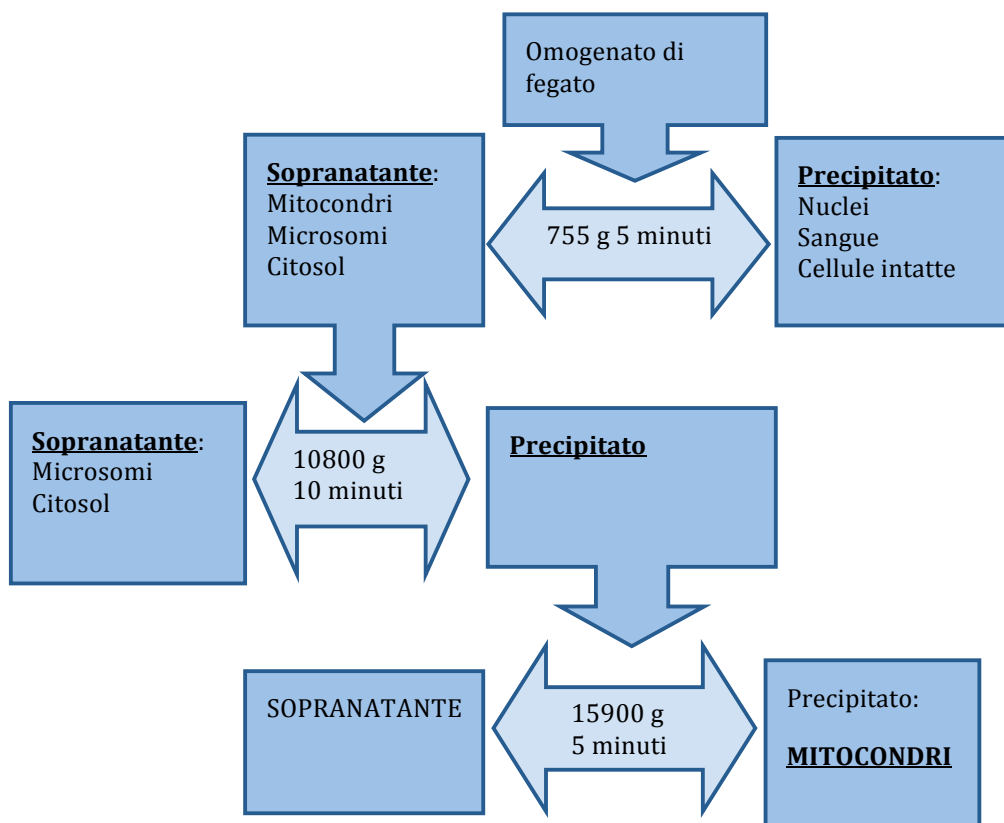 Omogenato di
fegato
Sopranatante:
Mitocondri
Microsomi
Citosol
755 g 5 minuti
Precipitato:
Nuclei
Sangue
Cellule intatte
Sopranatante:
Microsomi
Citosol
10800 g
10 minuti
Precipitato
SOPRANATANTE
15900 g
5 minuti
Precipitato:
MITOCONDRI